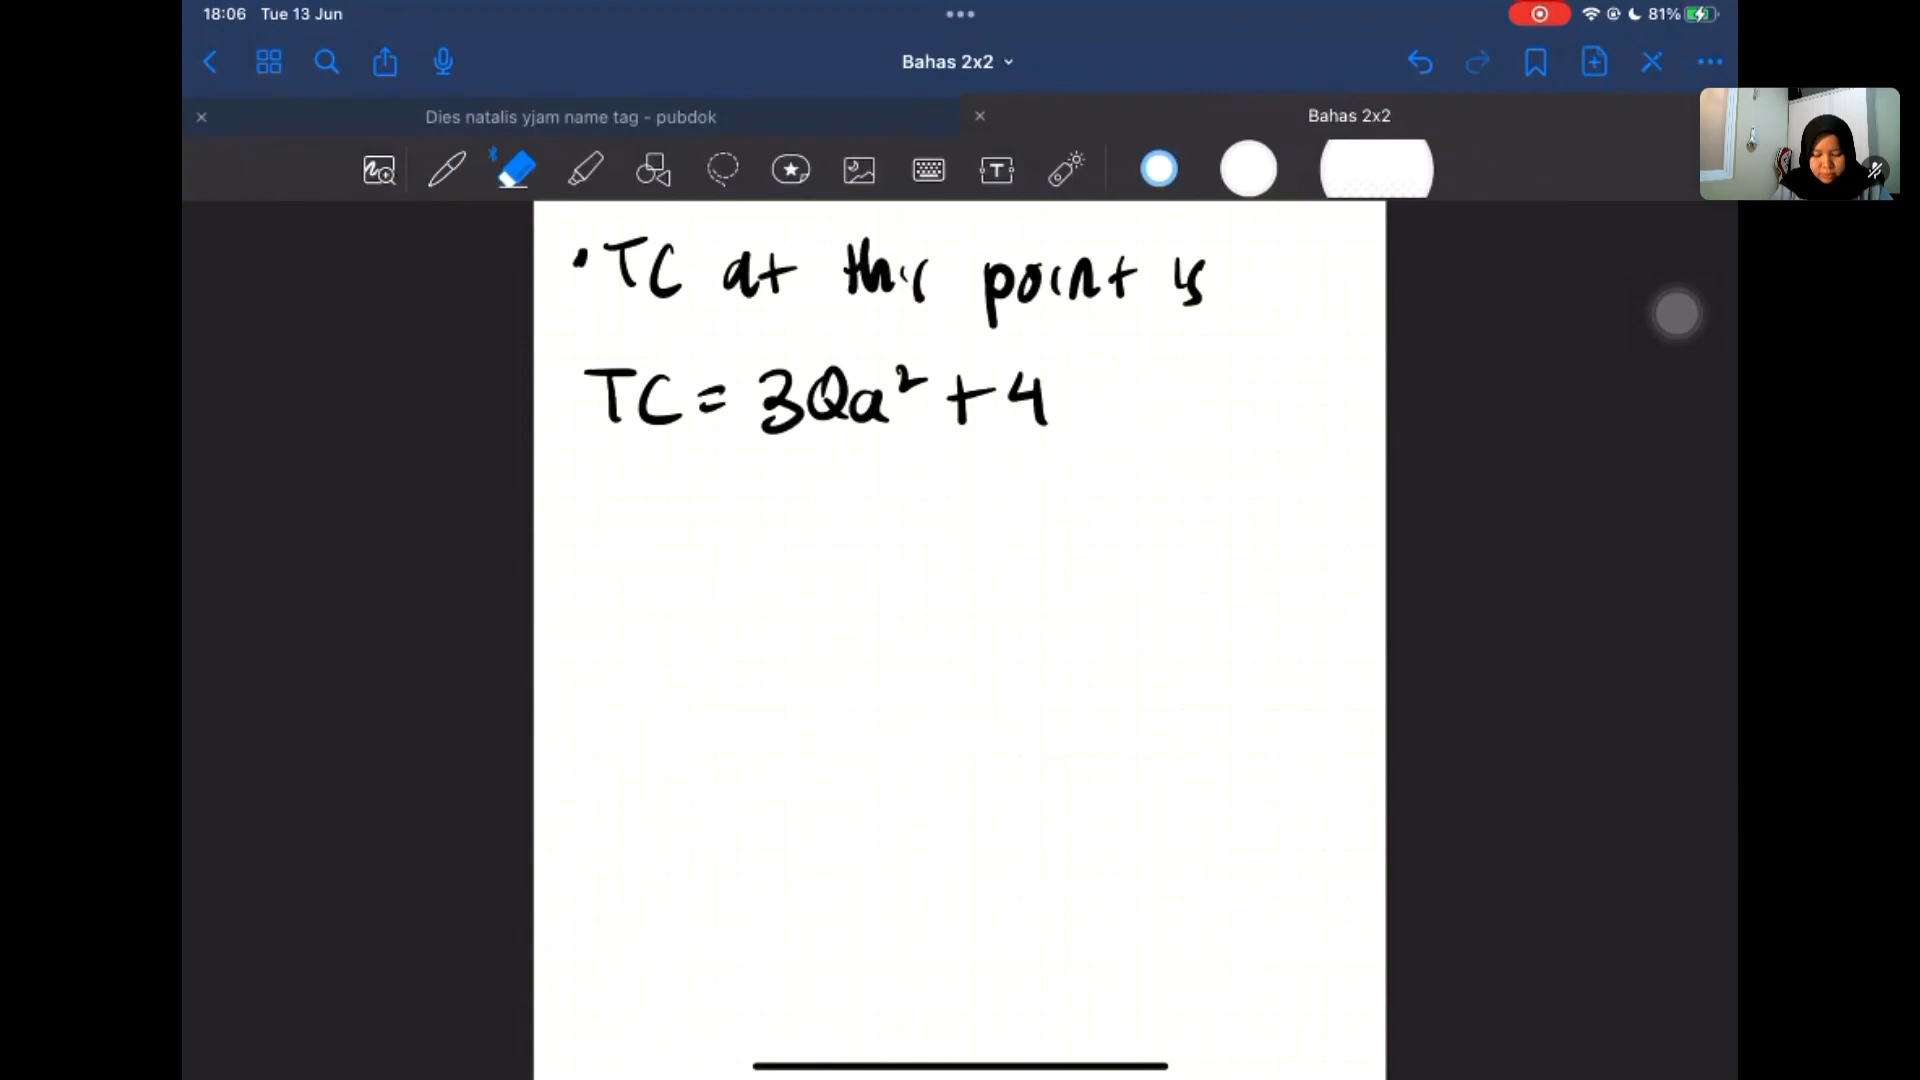 18:06 Tue 13 Jun
81%
Bahas 2x2
Dies natalis yjam name tag - pubdok
Bahas 2x2
• TC at this point is
TC = 3Qa² + 4